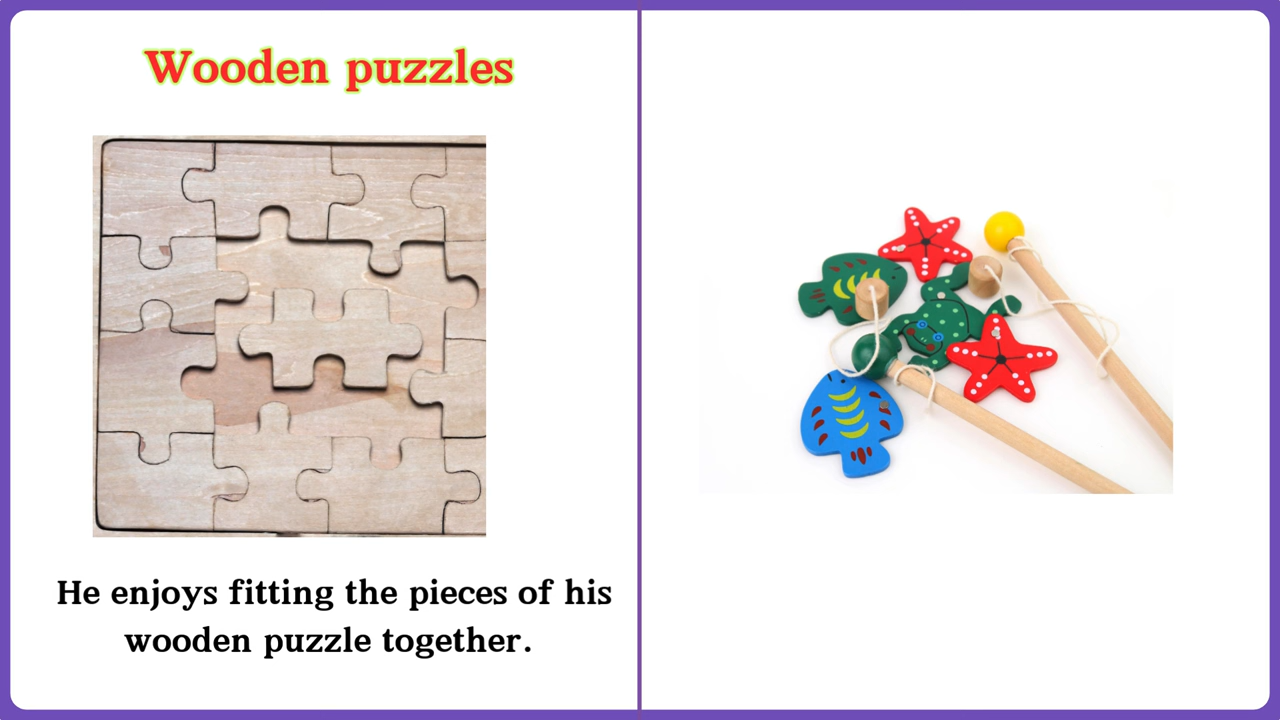 Wooden puzzles
He enjoys fitting the pieces of his
wooden puzzle together.